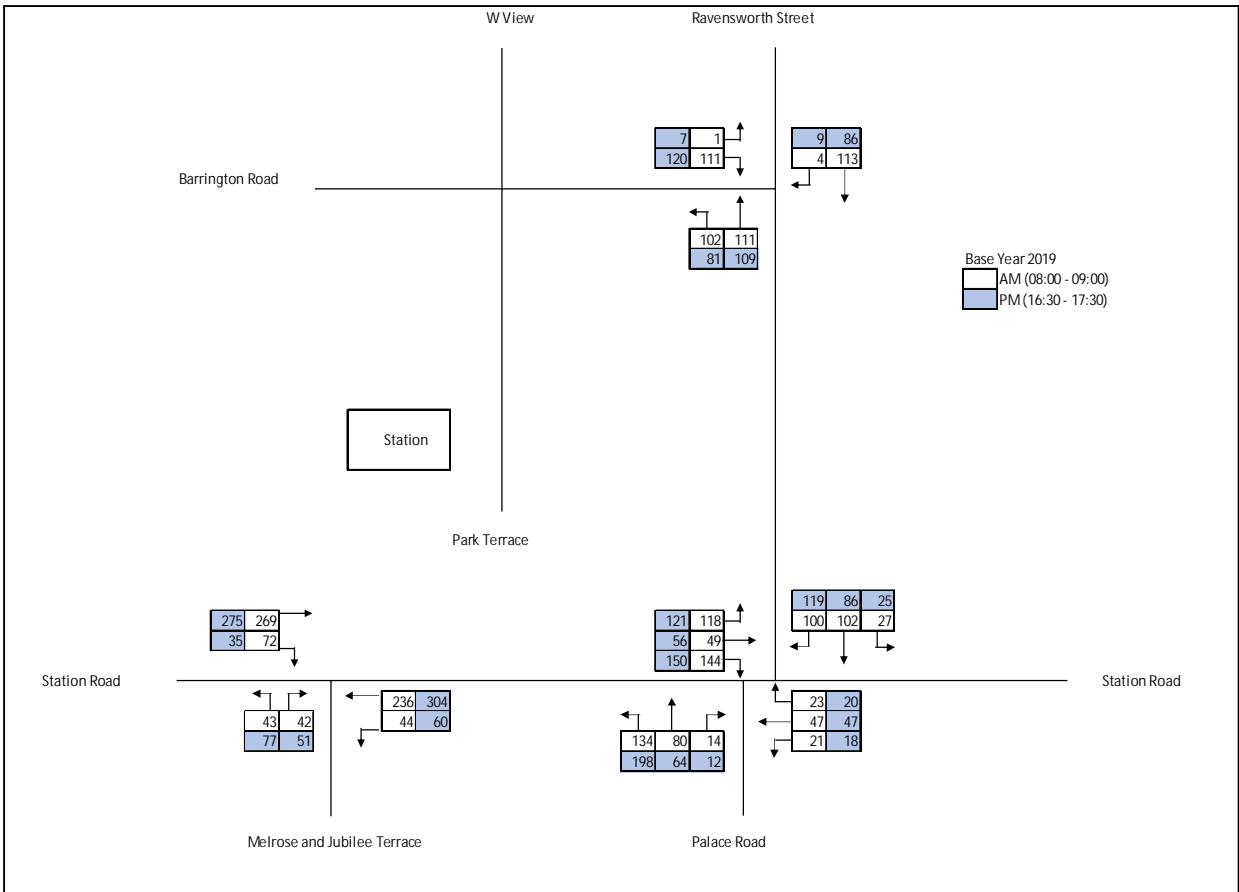 W View
Ravensworth Street
7 1
120 111
9 86
4 113
Barrington Road
102 111
81 109
Base Year 2019
AM (08:00 - 09:00)
PM (16:30 - 17:30)
Station
Park Terrace
275 269
35 72
121 118
56 49
150 144
119 86 25
100 102 27
Station Road
Station Road
43 42
77 51
236 304
44 60
134 80 14
198 64 12
23 20
47 47
21 18
Melrose and Jubilee Terrace
Palace Road